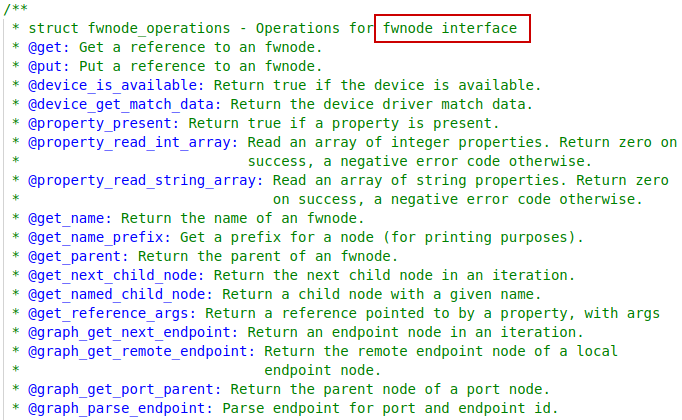 /**
 * struct fwnode_operations - Operations for fwnode interface
 * @get: Get a reference to an fwnode.
 * @put: Put a reference to an fwnode.
 * @device_is_available: Return true if the device is available.
 * @device_get_match_data: Return the device driver match data.
 * @property_present: Return true if a property is present.
 * @property_read_int_array: Read an array of integer properties. Return zero on
 *                           success, a negative error code otherwise.
 * @property_read_string_array: Read an array of string properties. Return zero
 *                              on success, a negative error code otherwise.
 * @get_name: Return the name of an fwnode.
 * @get_name_prefix: Get a prefix for a node (for printing purposes).
 * @get_parent: Return the parent of an fwnode.
 * @get_next_child_node: Return the next child node in an iteration.
 * @get_named_child_node: Return a child node with a given name.
 * @get_reference_args: Return a reference pointed to by a property, with args
 * @graph_get_next_endpoint: Return an endpoint node in an iteration.
 * @graph_get_remote_endpoint: Return the remote endpoint node of a local
 *                             endpoint node.
 * @graph_get_port_parent: Return the parent node of a port node.
 * @graph_parse_endpoint: Parse endpoint for port and endpoint id.